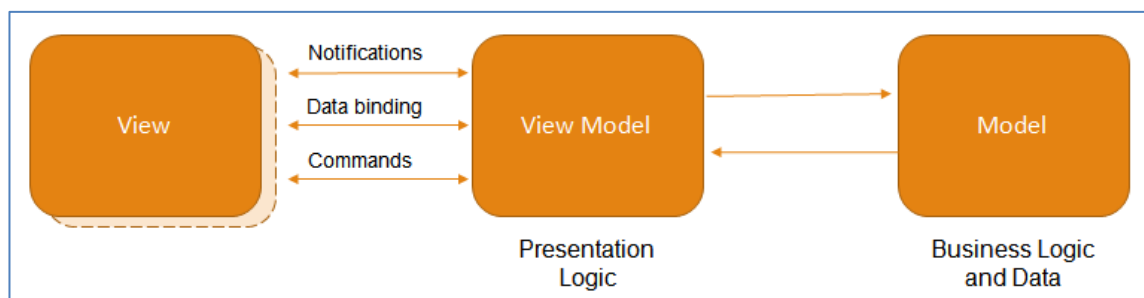 View
Notifications
Data binding
Commands
View Model
Model
Presentation
Logic
Business Logic
and Data